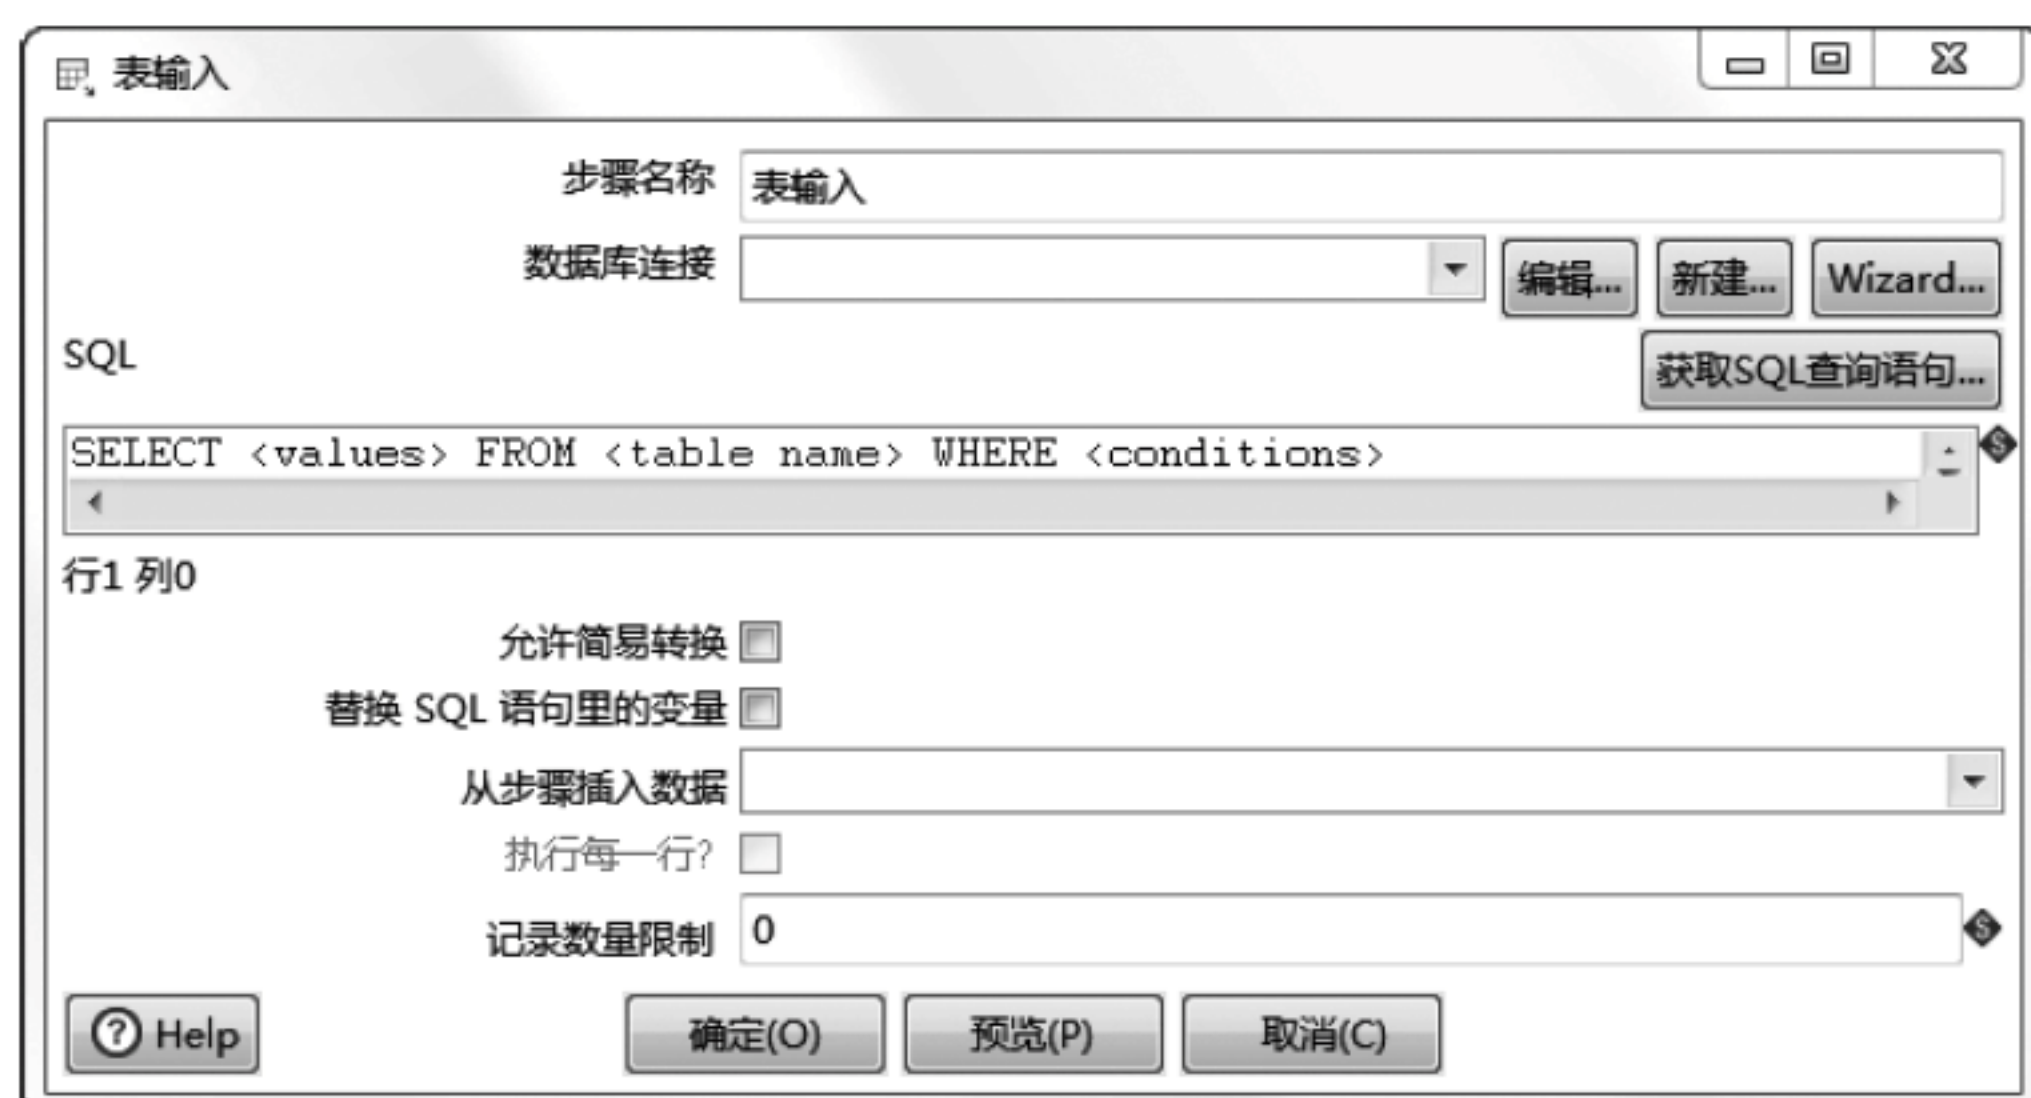 表输入
步骤名称 表输入
数据库连接 编辑... 新建... Wizard...
SQL 获取SQL查询语句...
SELECT <values> FROM <table name> WHERE <conditions>
行1 列0
允许简易转换
替换 SQL 语句里的变量
从步骤插入数据
执行每一行?
记录数量限制 0
Help 确定(O) 预览(P) 取消(C)